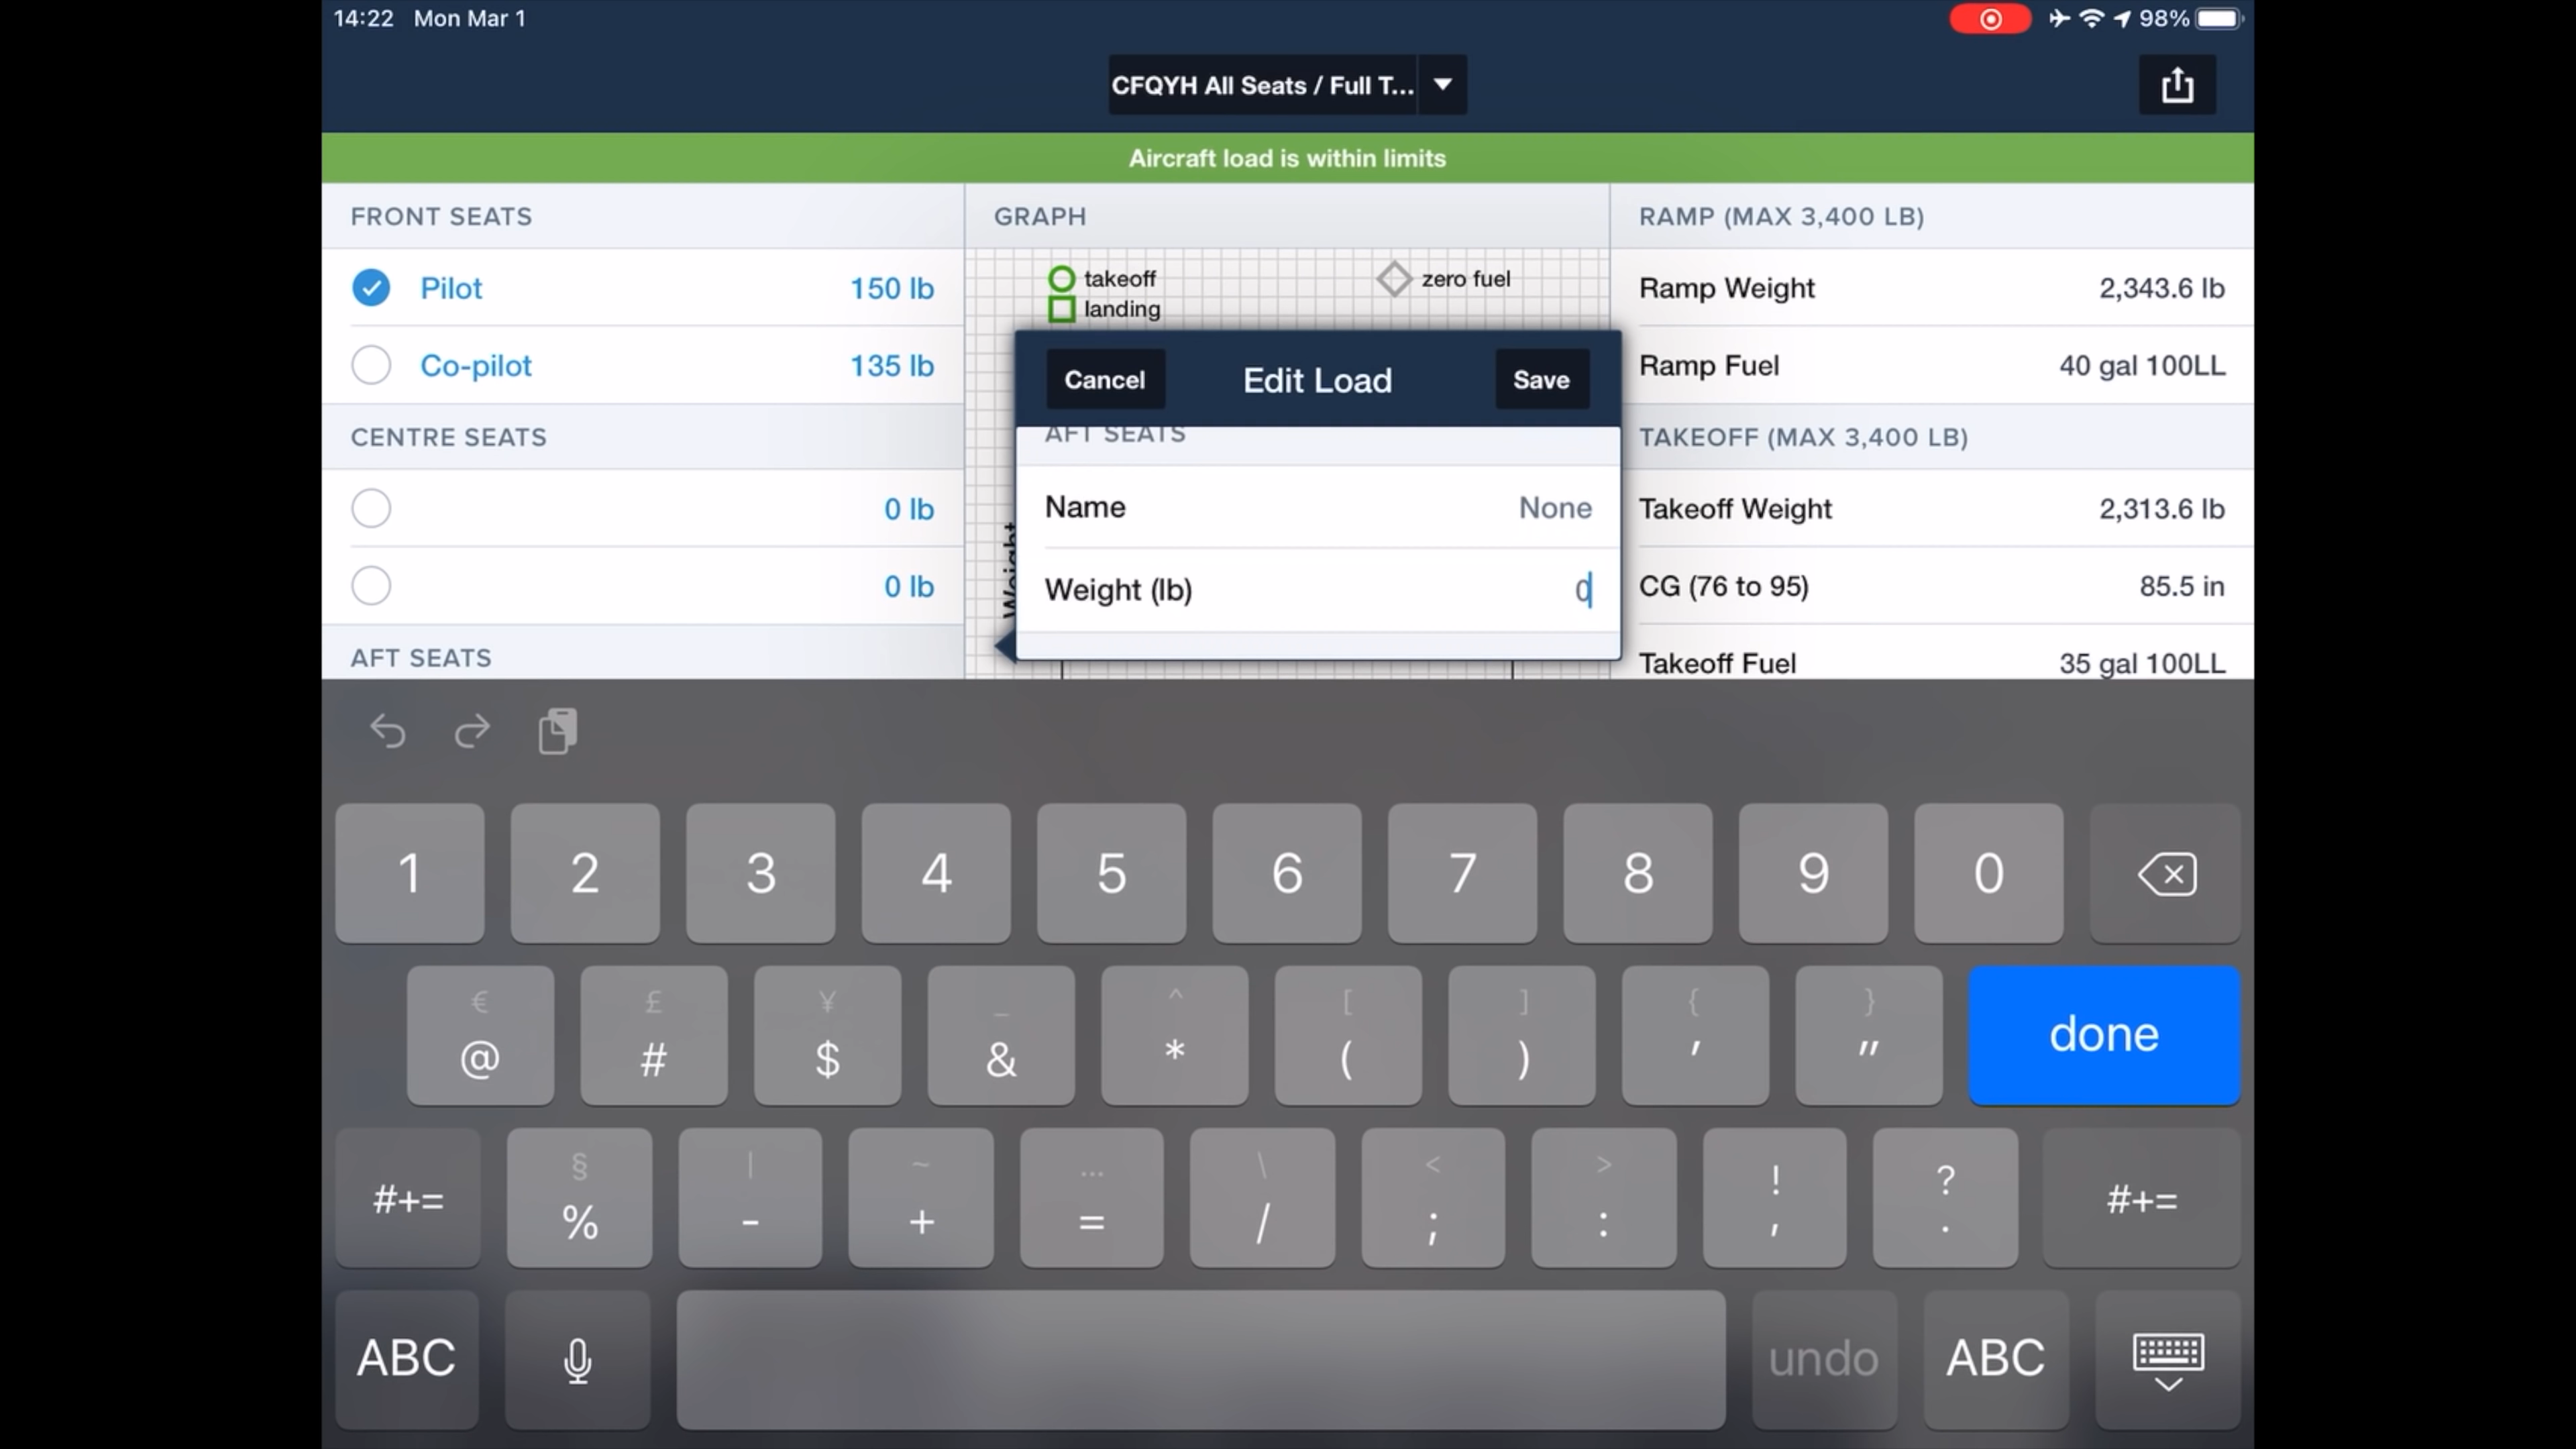 14:22 Mon Mar 1
98%
CFQYH All Seats / Full T...
Aircraft load is within limits
FRONT SEATS
Pilot 150 lb
Co-pilot 135 lb
CENTRE SEATS
0 lb
0 lb
AFT SEATS
GRAPH
takeoff
zero fuel
landing
Weight
Cancel Edit Load Save
AFT SEATS
Name None
Weight (lb) 0
RAMP (MAX 3,400 LB)
Ramp Weight 2,343.6 lb
Ramp Fuel 40 gal 100LL
TAKEOFF (MAX 3,400 LB)
Takeoff Weight 2,313.6 lb
CG (76 to 95) 85.5 in
Takeoff Fuel 35 gal 100LL
1 2 3 4 5 6 7 8 9 0
€ £ ¥ _ ^ [ ] { }
@ # $ & * ( ) ' " done
§ | ~ ... \ < > ! ?
#+= % - + = / ; : , . #+=
ABC undo ABC